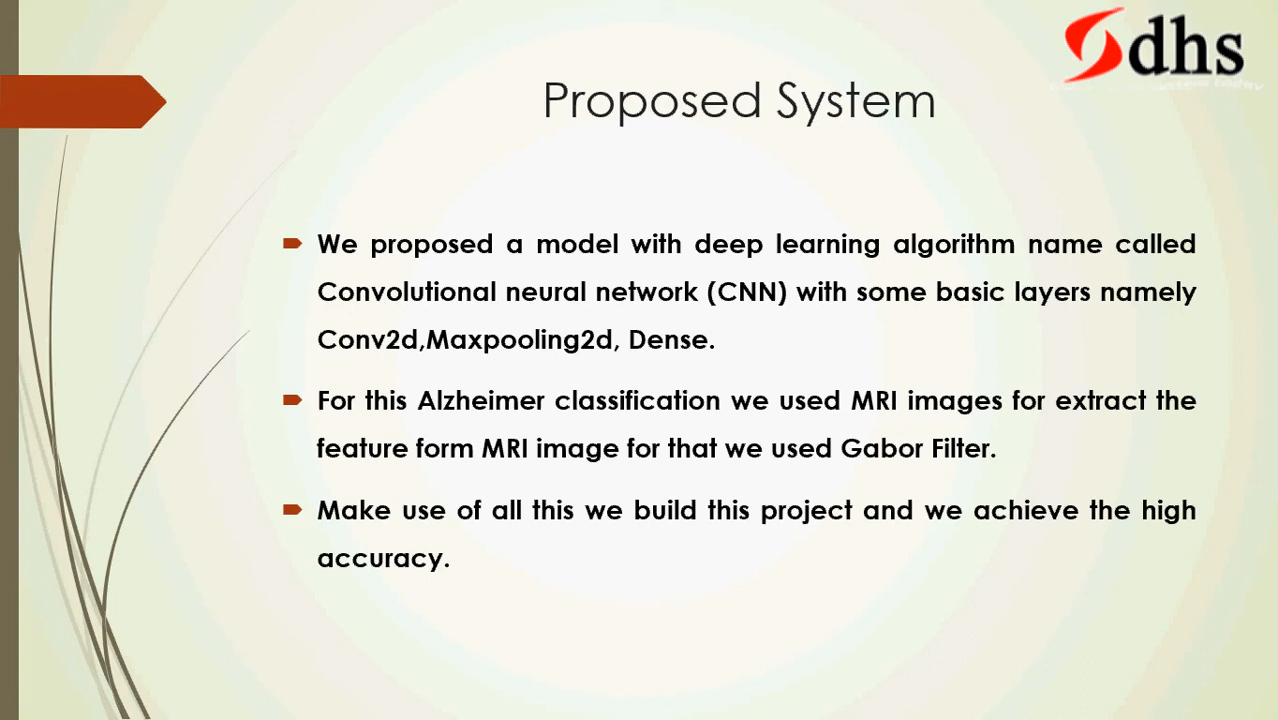 dhs
Proposed System
We proposed a model with deep learning algorithm name called
Convolutional neural network (CNN) with some basic layers namely
Conv2d,Maxpooling2d, Dense.
For this Alzheimer classification we used MRI images for extract the
feature form MRI image for that we used Gabor Filter.
Make use of all this we build this project and we achieve the high
accuracy.